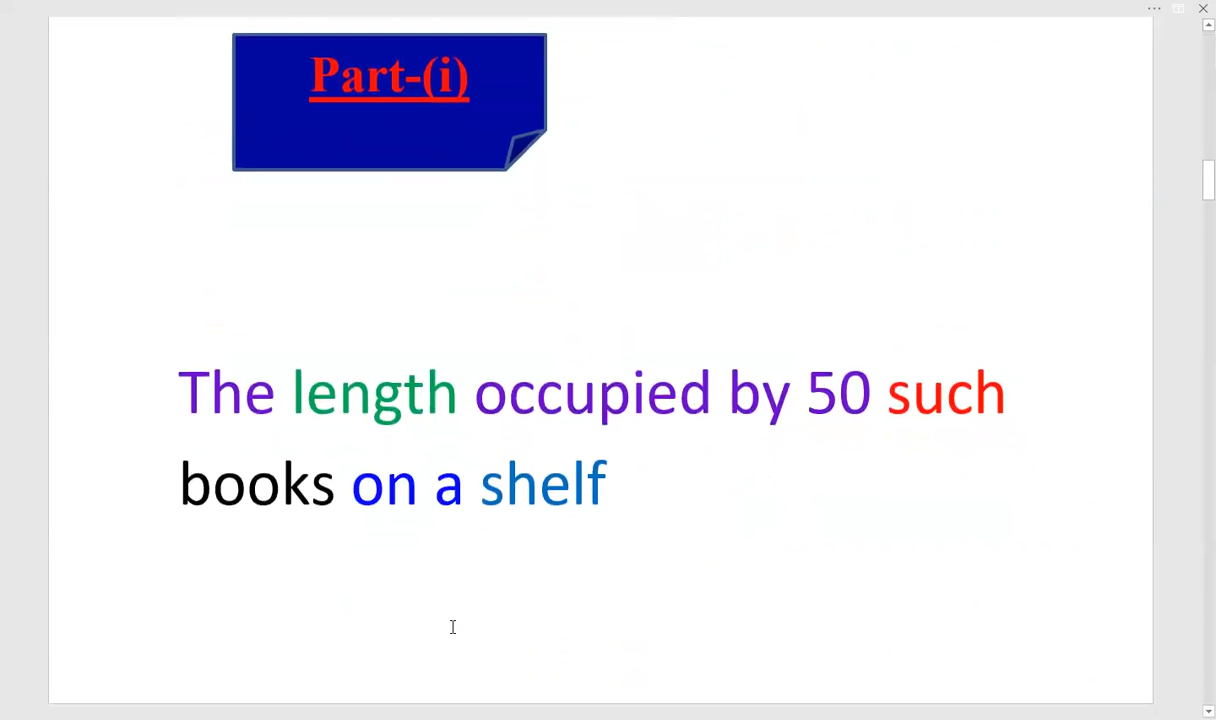 Part-(i)
The length occupied by 50 such
books on a shelf